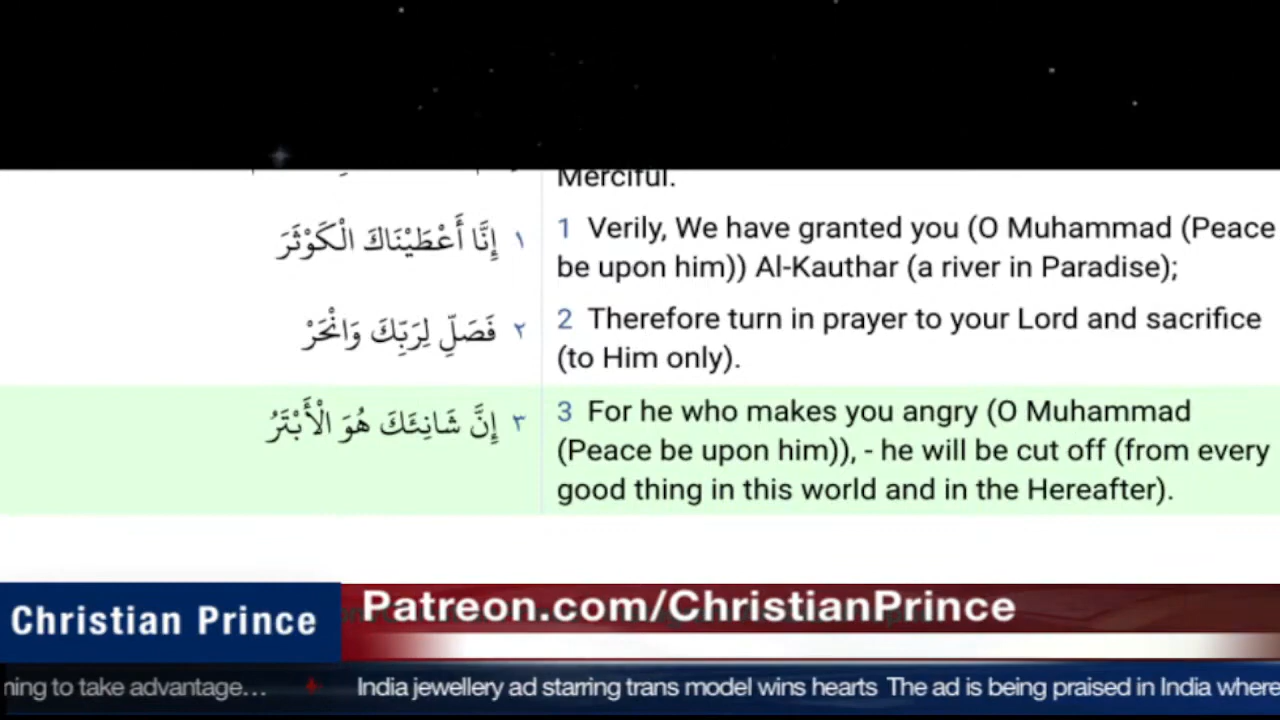 Merciful.
إِنَّا أَعْطَيْنَاكَ الْكَوْثَرَ ١
1 Verily, We have granted you (O Muhammad (Peace
be upon him)) Al-Kauthar (a river in Paradise);
فَصَلِّ لِرَبِّكَ وَانْحَرْ ٢
2 Therefore turn in prayer to your Lord and sacrifice
(to Him only).
إِنَّ شَانِئَكَ هُوَ الْأَبْتَرُ ٣
3 For he who makes you angry (O Muhammad
(Peace be upon him)), - he will be cut off (from every
good thing in this world and in the Hereafter).
Christian Prince
Patreon.com/ChristianPrince
ning to take advantage... India jewellery ad starring trans model wins hearts The ad is being praised in India where